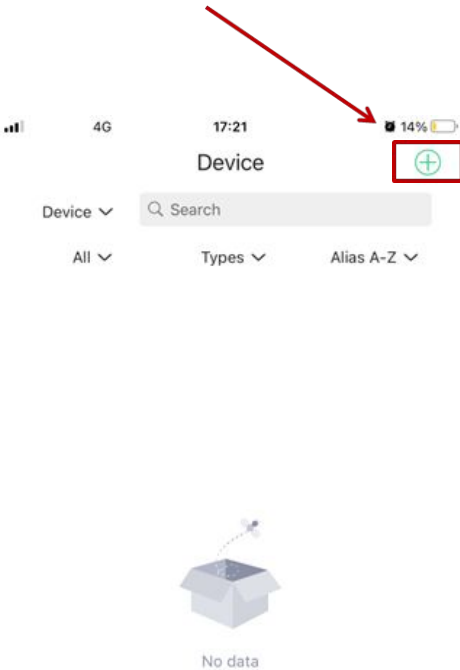 4G 17:21 14%
Device
Device Search
All Types Alias A-Z
No data